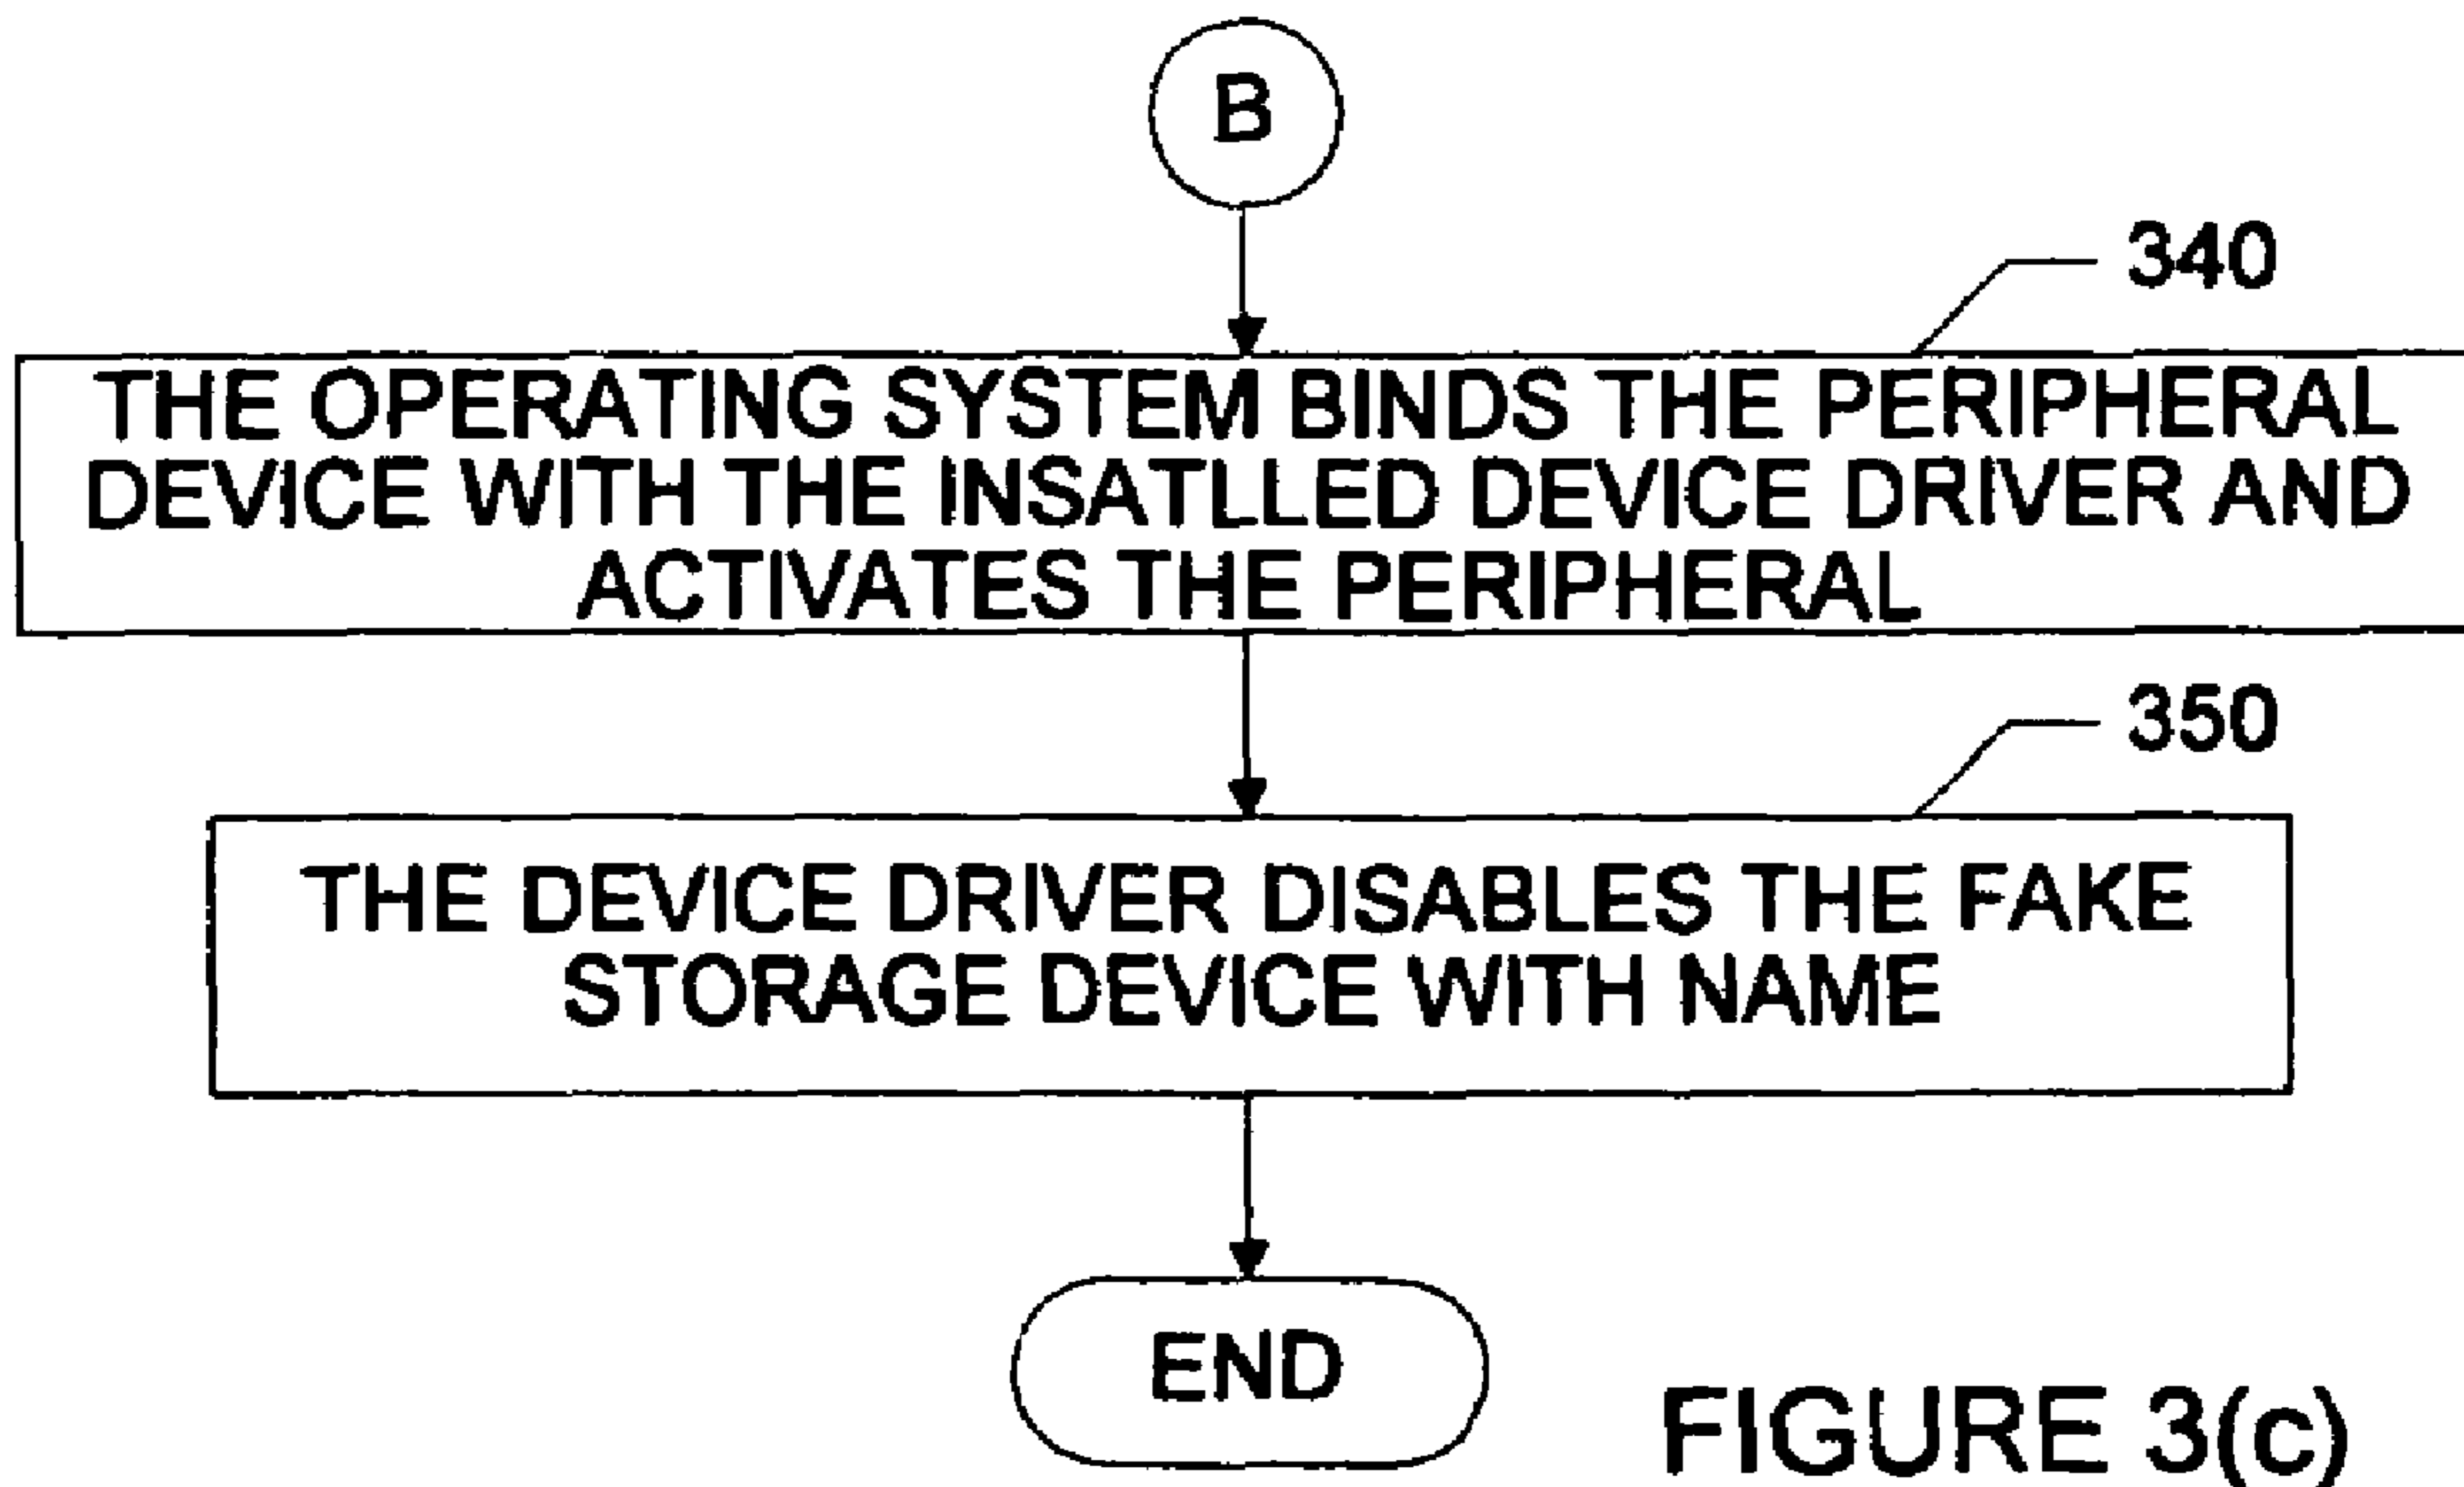 B
340
THE OPERATING SYSTEM BINDS THE PERIPHERAL
DEVICE WITH THE INSATLLED DEVICE DRIVER AND
ACTIVATES THE PERIPHERAL
350
THE DEVICE DRIVER DISABLES THE FAKE
STORAGE DEVICE WITH NAME
END
FIGURE 3(c)